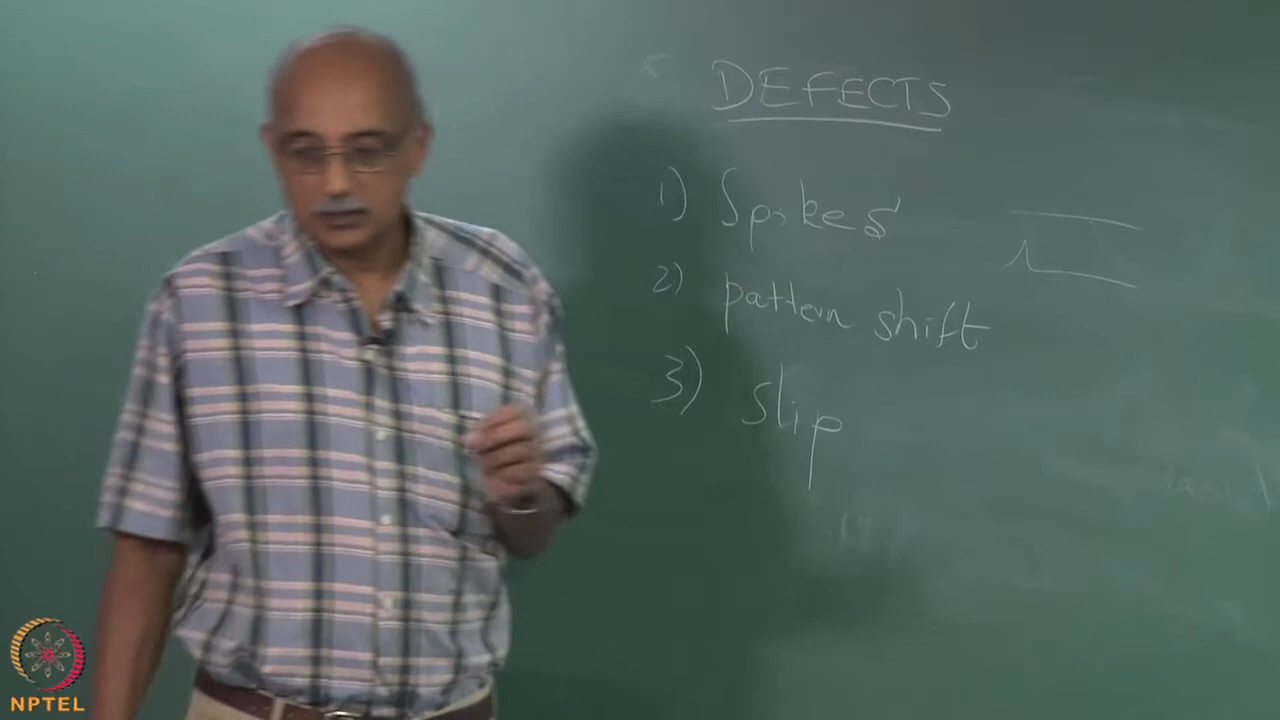 DEFECTS
1) Spikes
2) pattern shift
3) slip
NPTEL